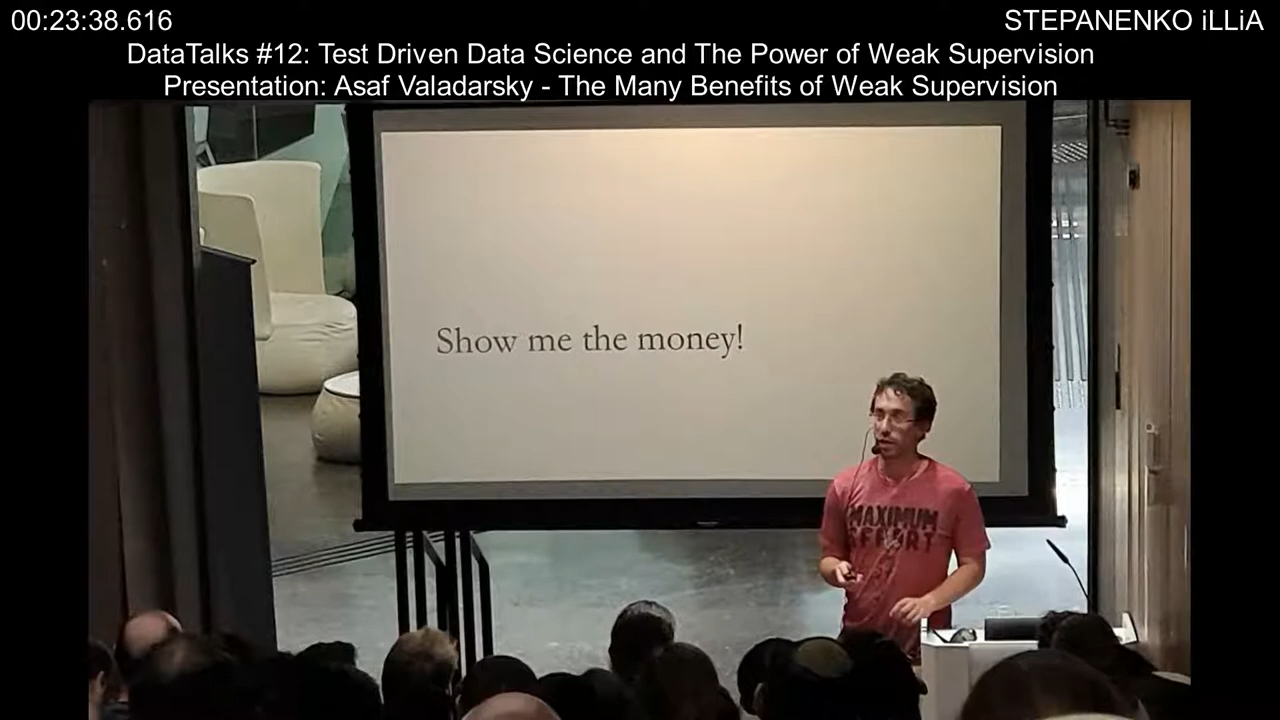 00:23:38.616
STEPANENKO iLLiA
DataTalks #12: Test Driven Data Science and The Power of Weak Supervision
Presentation: Asaf Valadarsky - The Many Benefits of Weak Supervision
Show me the money!
MAXIMUM
EFFORT